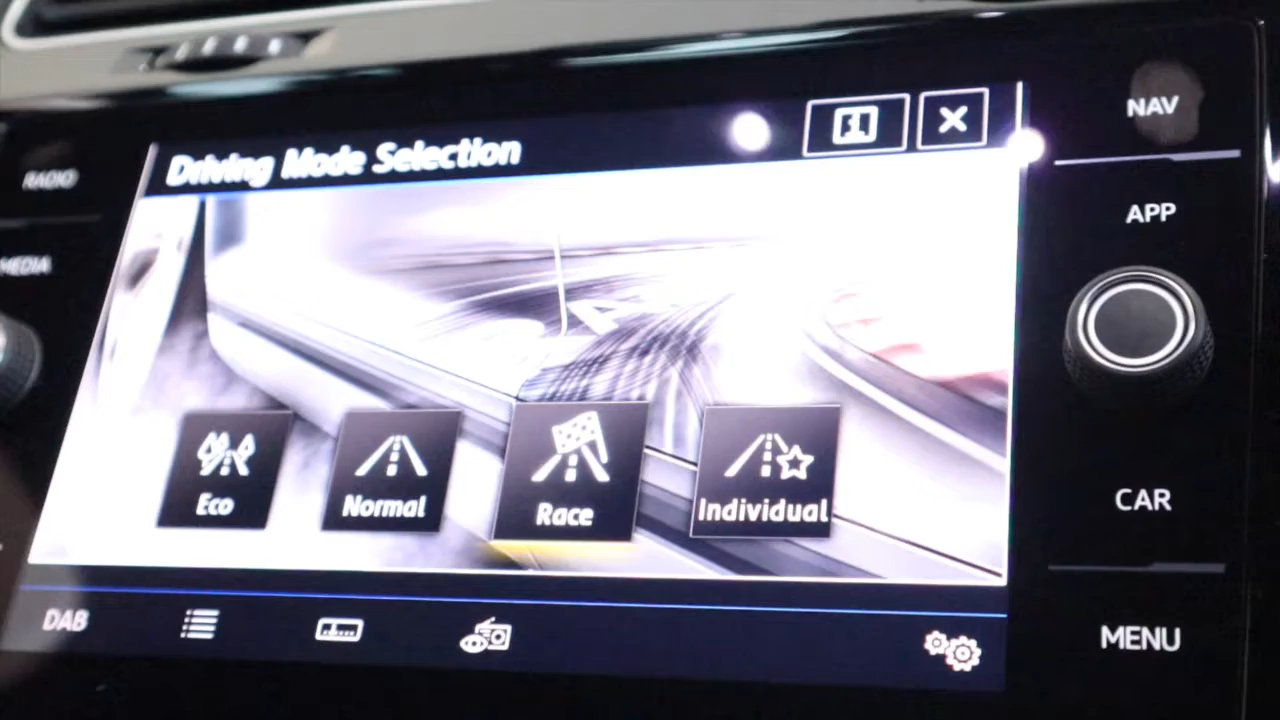 RADIO
MEDIA
Driving Mode Selection
NAV
APP
CAR
MENU
Eco
Normal
Race
Individual
DAB